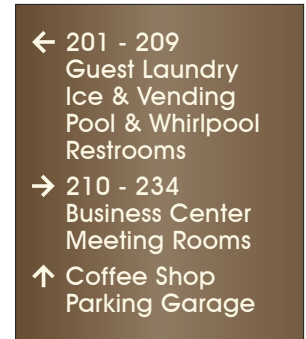 ← 201 - 209
Guest Laundry
Ice & Vending
Pool & Whirlpool
Restrooms
→ 210 - 234
Business Center
Meeting Rooms
↑ Coffee Shop
Parking Garage